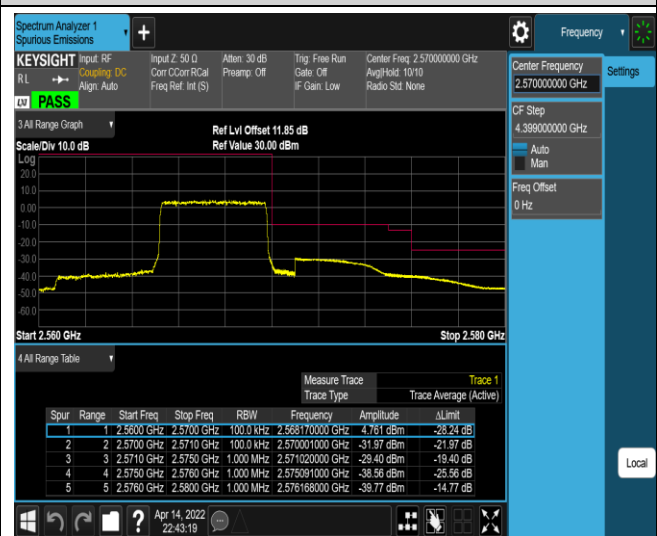 Spectrum Analyzer 1
Spurious Emissions
▼
+
Frequency
▼
KEYSIGHT
RL
Input: RF
Coupling: DC
Align: Auto
Input Z: 50 Ω
Corr CCorr RCal
Freq Ref: Int (S)
Atten: 30 dB
Preamp: Off
Trig: Free Run
Gate: Off
IF Gain: Low
Center Freq: 2.570000000 GHz
Avg|Hold: 10/10
Radio Std: None
PASS
Center Frequency
2.570000000 GHz
Settings
CF Step
4.399000000 GHz
Auto
Man
Freq Offset
0 Hz
3 All Range Graph ▼
Scale/Div 10.0 dB
Ref Lvl Offset 11.85 dB
Ref Value 30.00 dBm
Log
20.0
10.0
0.00
-10.0
-20.0
-30.0
-40.0
-50.0
-60.0
Start 2.560 GHz
Stop 2.580 GHz
4 All Range Table ▼
Measure Trace Trace 1
Trace Type Trace Average (Active)
Spur Range Start Freq Stop Freq RBW Frequency Amplitude ΔLimit
1 1 2.5600 GHz 2.5700 GHz 100.0 kHz 2.568170000 GHz 4.761 dBm -28.24 dB
2 2 2.5700 GHz 2.5710 GHz 100.0 kHz 2.570001000 GHz -31.97 dBm -21.97 dB
3 3 2.5710 GHz 2.5750 GHz 1.000 MHz 2.571020000 GHz -29.40 dBm -19.40 dB
4 4 2.5750 GHz 2.5760 GHz 1.000 MHz 2.575091000 GHz -38.56 dBm -25.56 dB
5 5 2.5760 GHz 2.5800 GHz 1.000 MHz 2.576168000 GHz -39.77 dBm -14.77 dB
Local
?
Apr 14, 2022
22:43:19